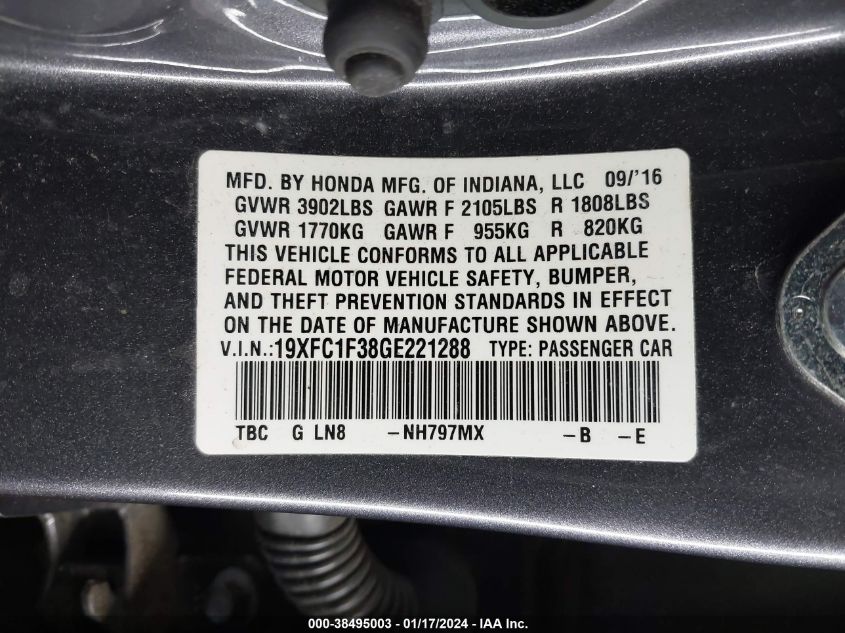 MFD. BY HONDA MFG. OF INDIANA, LLC 09/'16
GVWR 3902LBS GAWR F 2105LBS R 1808LBS
GVWR 1770KG GAWR F 955KG R 820KG
THIS VEHICLE CONFORMS TO ALL APPLICABLE
FEDERAL MOTOR VEHICLE SAFETY, BUMPER,
AND THEFT PREVENTION STANDARDS IN EFFECT
ON THE DATE OF MANUFACTURE SHOWN ABOVE.
V.I.N.:19XFC1F38GE221288 TYPE: PASSENGER CAR
TBC G LN8 -NH797MX -B -E
000-38495003 - 01/17/2024 - IAA Inc.